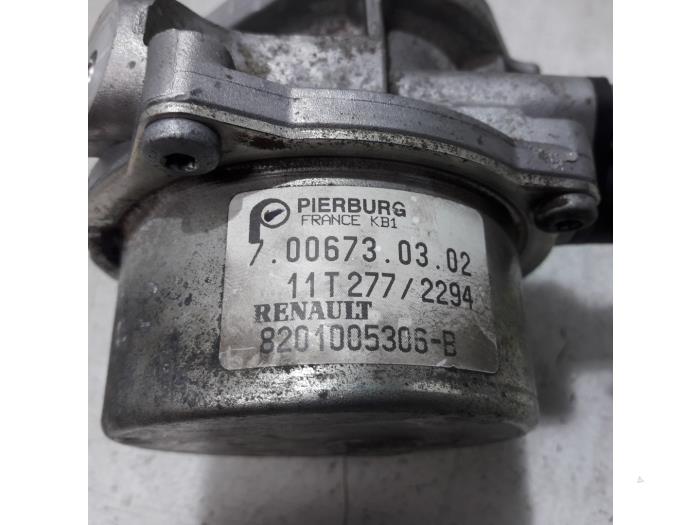 PIERBURG
FRANCE KB1
7.00673.03.02
11T277/2294
RENAULT
8201005306-B